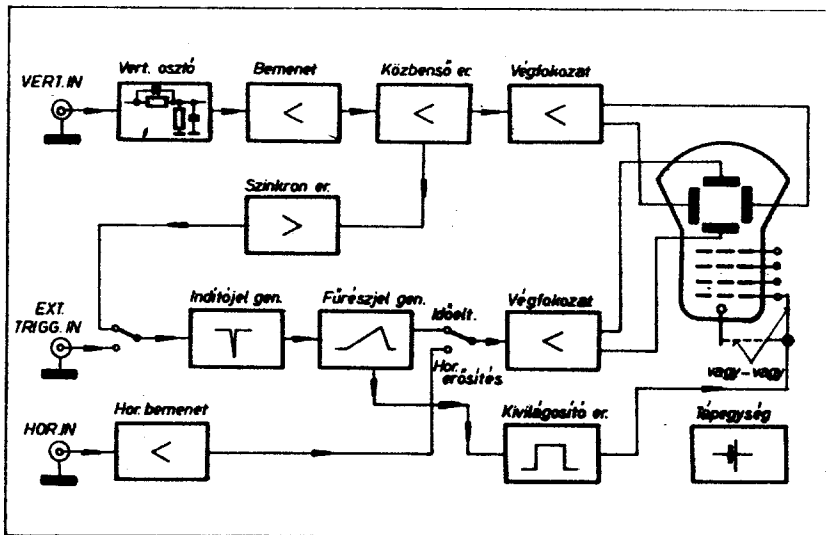 VERT. IN
Vert. osztó
Bemenet
Közbenső er.
Végfokozat
Szinkron er.
EXT.
TRIGG. IN
Indítójel gen.
Fűrészjel gen.
Időelt.
Végfokozat
Hor.
erősítés
vagy-vagy
HOR. IN
Hor. bemenet
Kivilágosító er.
Tápegység